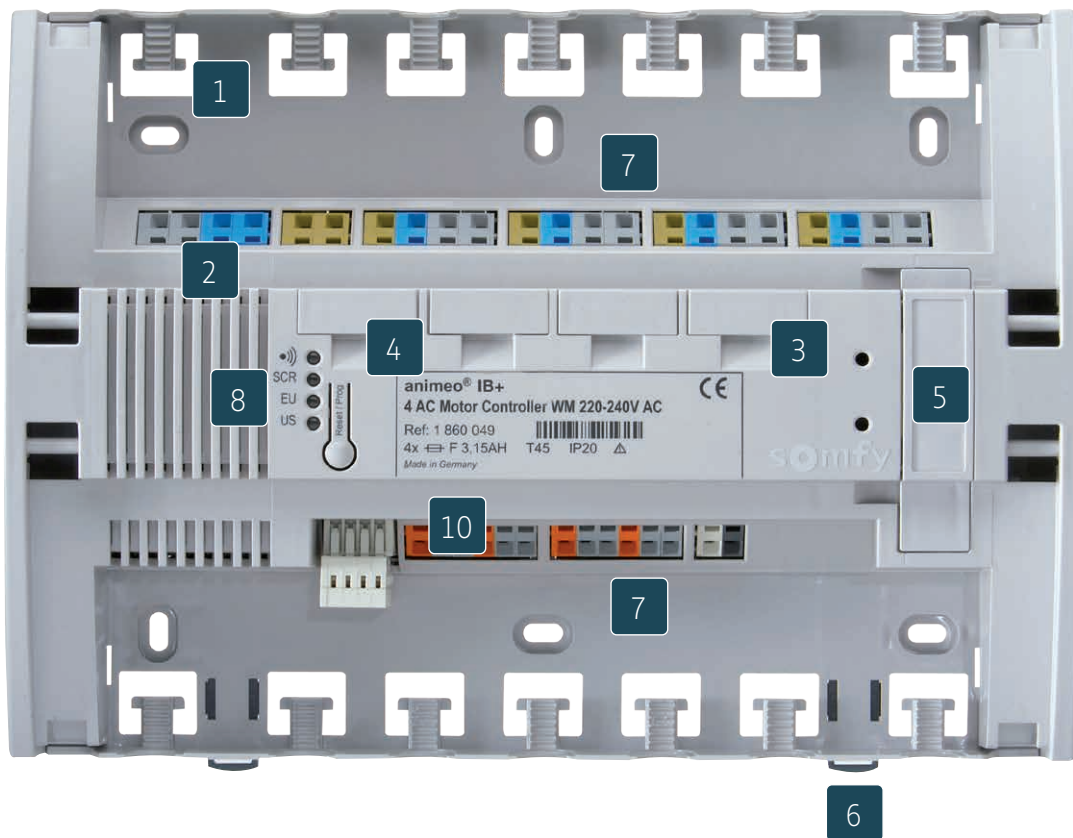 1
7
2
4
3
8
5
SCR
EU
US
Reset / Prog
animeo® IB+
4 AC Motor Controller WM 220-240V AC
Ref: 1 860 049
4x F 3,15AH T45 IP20
Made in Germany
CE
somfy
10
7
6